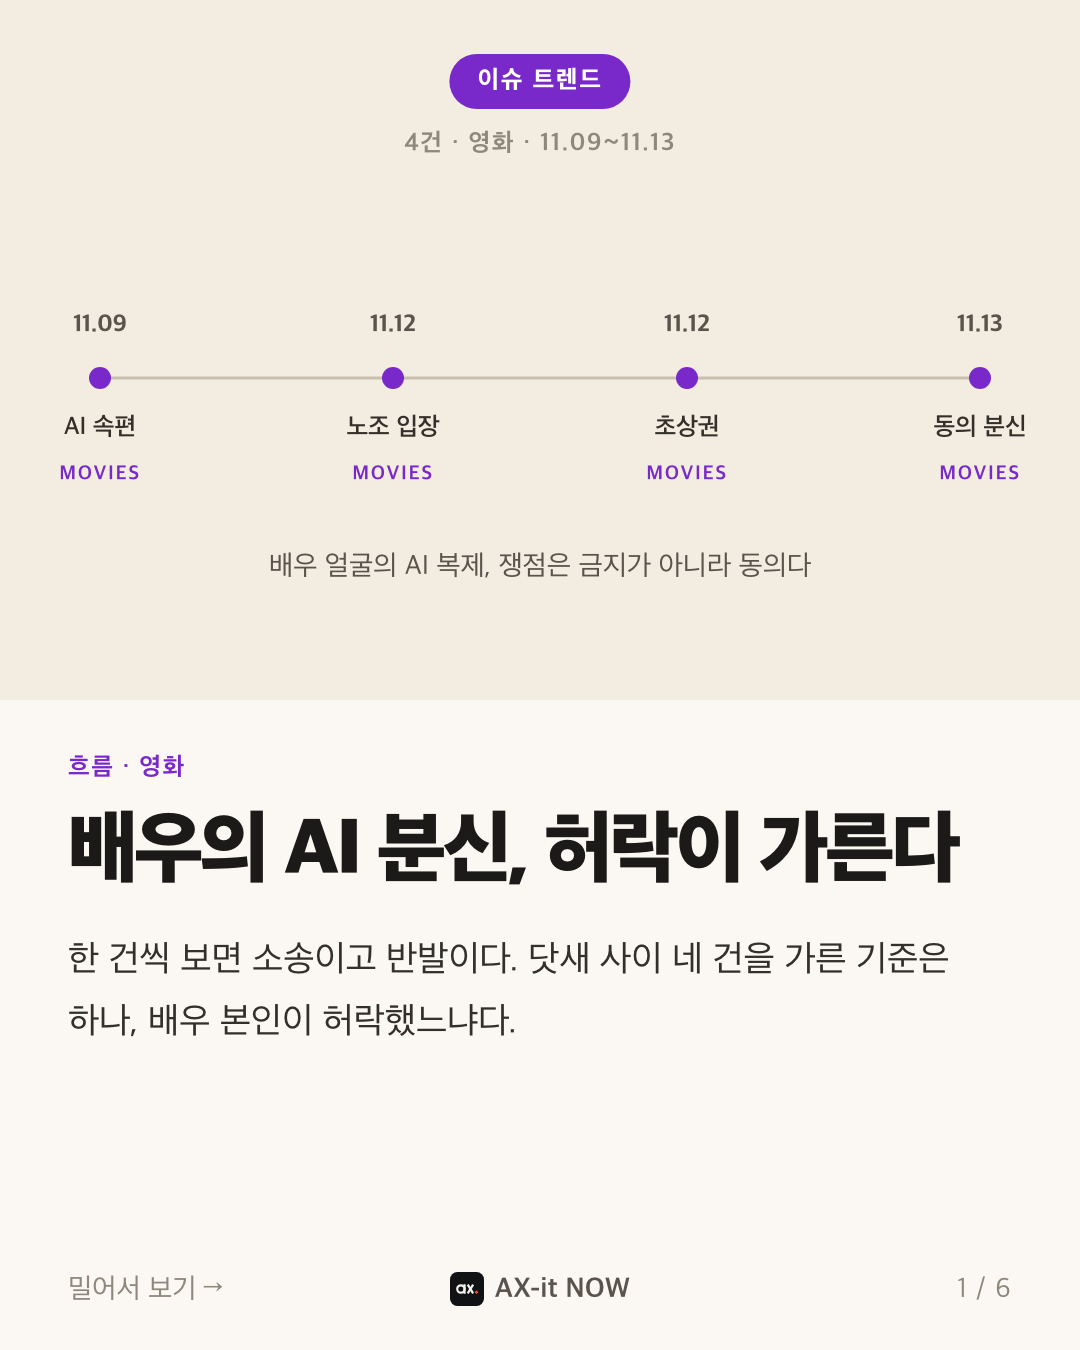 이슈 트렌드
4건 · 영화 · 11.09~11.13
11.09 11.12 11.12 11.13
AI 속편 노조 입장 초상권 동의 분신
MOVIES MOVIES MOVIES MOVIES
배우 얼굴의 AI 복제, 쟁점은 금지가 아니라 동의다
흐름 · 영화
배우의 AI 분신, 허락이 가른다
한 건씩 보면 소송이고 반발이다. 닷새 사이 네 건을 가른 기준은
하나, 배우 본인이 허락했느냐다.
밀어서 보기 → ax. AX-it NOW 1 / 6